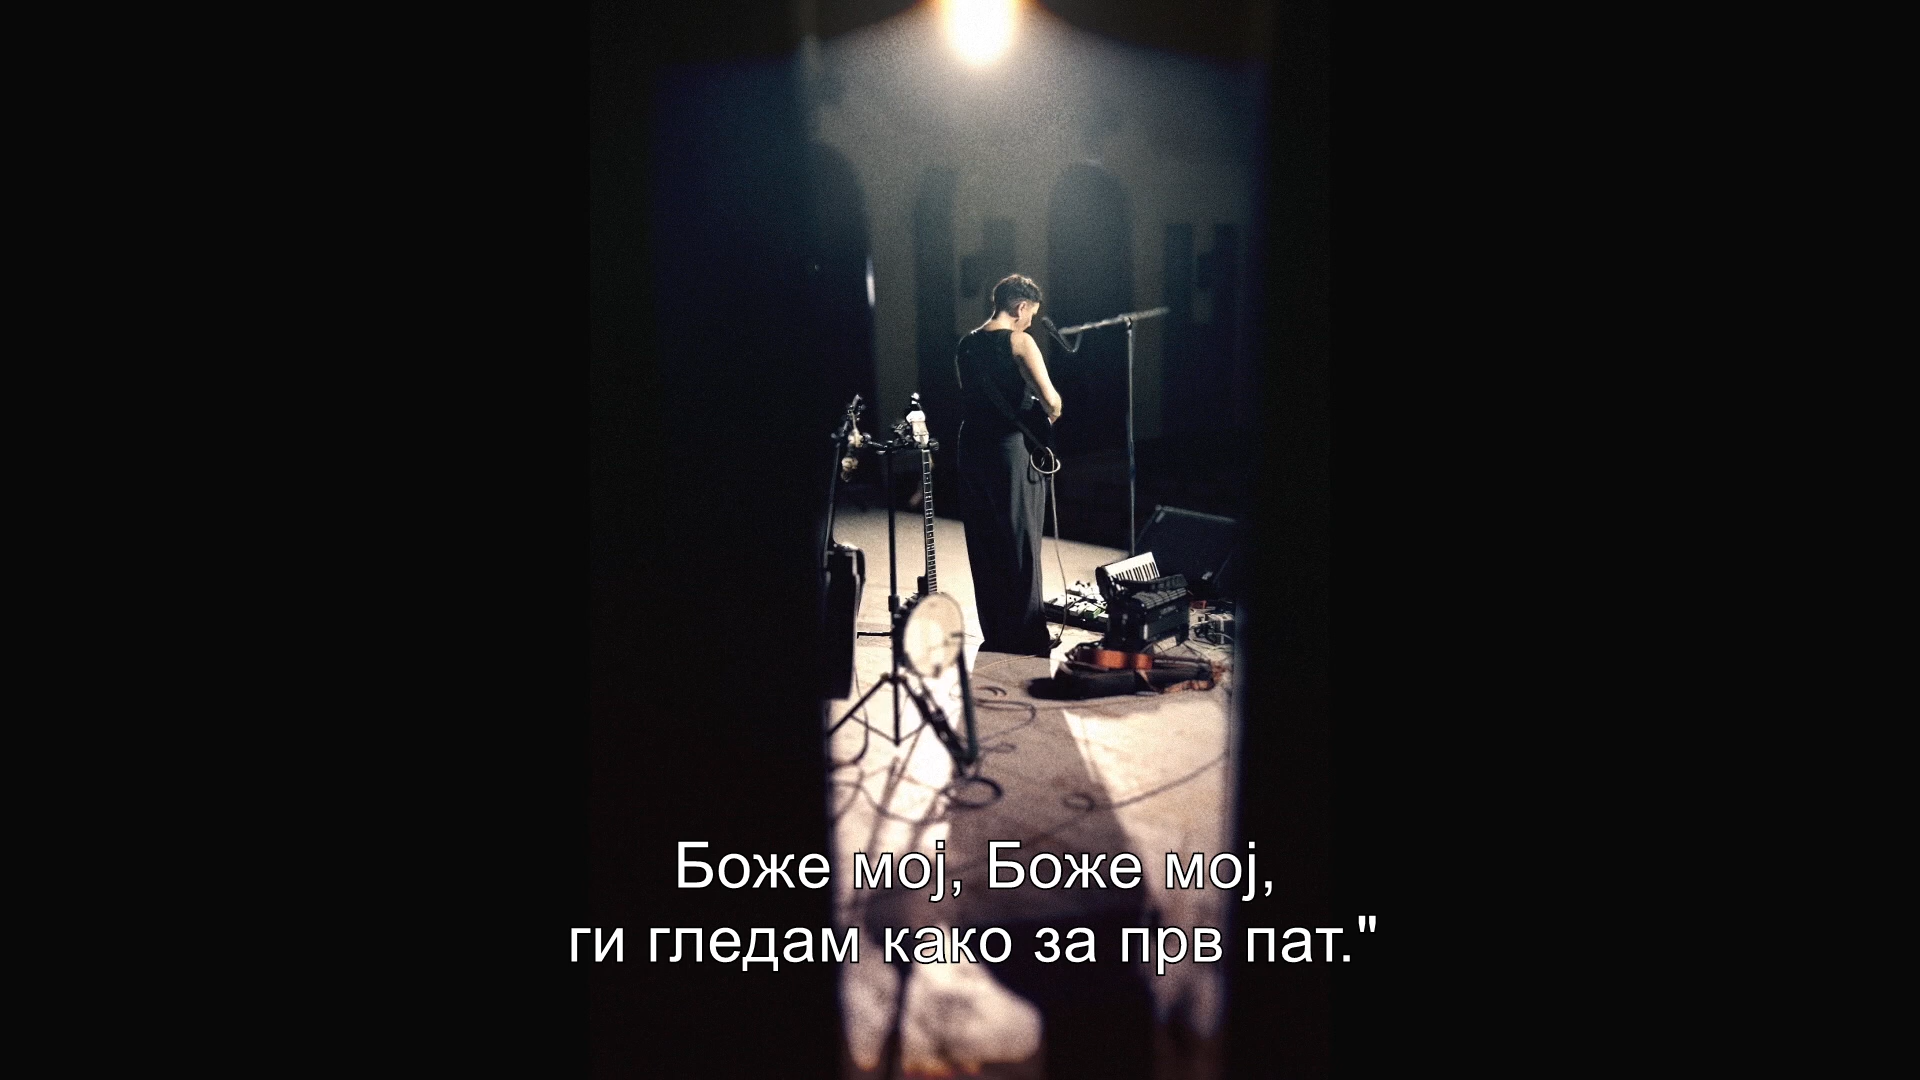 Боже мој, Боже мој,
ги гледам како за прв пат."